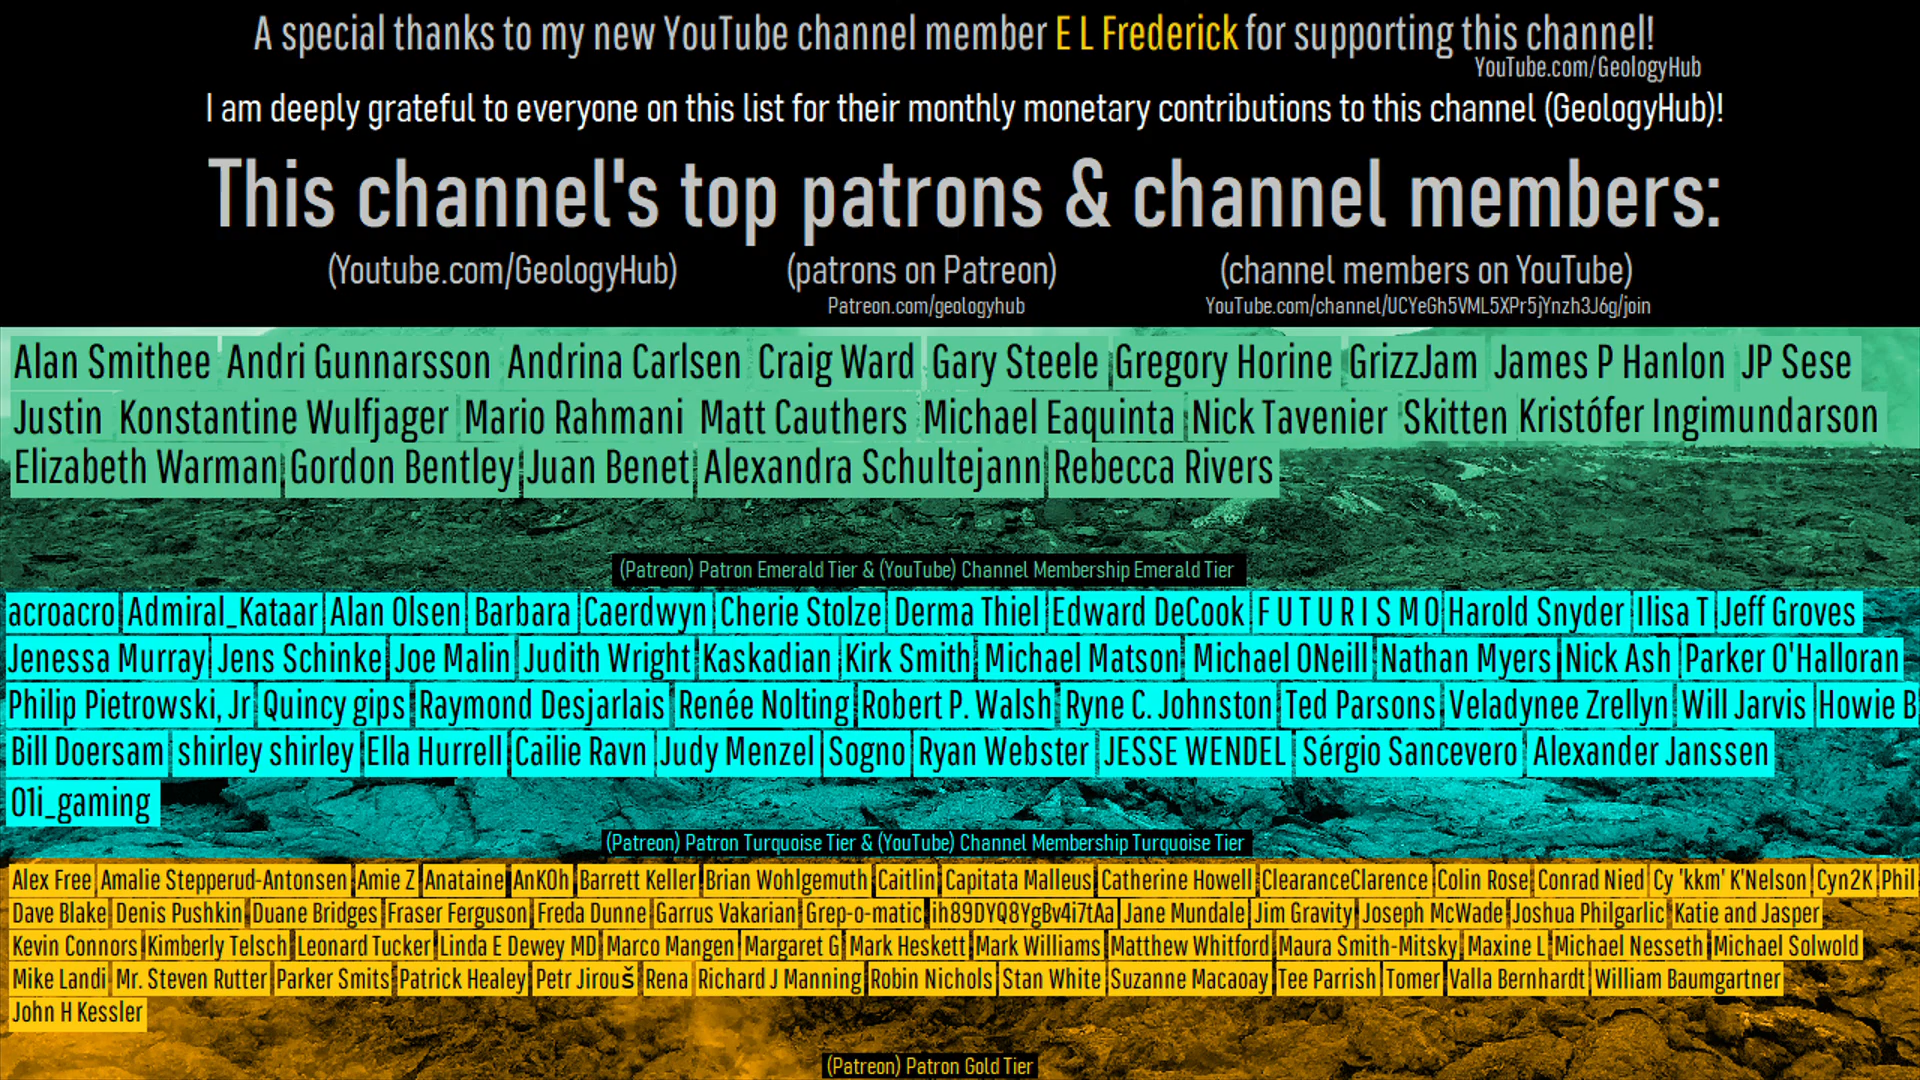 A special thanks to my new YouTube channel member E L Frederick for supporting this channel!
YouTube.com/GeologyHub
I am deeply grateful to everyone on this list for their monthly monetary contributions to this channel (GeologyHub)!
This channel's top patrons & channel members:
(Youtube.com/GeologyHub) (patrons on Patreon) (channel members on YouTube)
Patreon.com/geologyhub YouTube.com/channel/UCYeGh5VML5XPr5jYnzh3J6g/join
Alan Smithee Andri Gunnarsson Andrina Carlsen Craig Ward Gary Steele Gregory Horine GrizzJam James P Hanlon JP Sese
Justin Konstantine Wulfjager Mario Rahmani Matt Cauthers Michael Eaquinta Nick Tavenier Skitten Kristófer Ingimundarson
Elizabeth Warman Gordon Bentley Juan Benet Alexandra Schultejann Rebecca Rivers
(Patreon) Patron Emerald Tier & (YouTube) Channel Membership Emerald Tier
acroacro Admiral_Kataar Alan Olsen Barbara Caerdwyn Cherie Stolze Derma Thiel Edward DeCook F U T U R I S M O Harold Snyder Ilisa T Jeff Groves
Jenessa Murray Jens Schinke Joe Malin Judith Wright Kaskadian Kirk Smith Michael Matson Michael ONeill Nathan Myers Nick Ash Parker O'Halloran
Philip Pietrowski, Jr Quincy gips Raymond Desjarlais Renée Nolting Robert P. Walsh Ryne C. Johnston Ted Parsons Veladynee Zrellyn Will Jarvis Howie B
Bill Doersam shirley shirley Ella Hurrell Cailie Ravn Judy Menzel Sogno Ryan Webster JESSE WENDEL Sérgio Sancevero Alexander Janssen
01i_gaming
(Patreon) Patron Turquoise Tier & (YouTube) Channel Membership Turquoise Tier
Alex Free Amalie Stepperud-Antonsen Amie Z Anataine AnKOh Barrett Keller Brian Wohlgemuth Caitlin Capitata Malleus Catherine Howell ClearanceClarence Colin Rose Conrad Nied Cy 'kkm' K'Nelson Cyn2K Phil
Dave Blake Denis Pushkin Duane Bridges Fraser Ferguson Freda Dunne Garrus Vakarian Grep-o-matic ih89DYQ8YgBv4i7tAa Jane Mundale Jim Gravity Joseph McWade Joshua Philgarlic Katie and Jasper
Kevin Connors Kimberly Telsch Leonard Tucker Linda E Dewey MD Marco Mangen Margaret G Mark Heskett Mark Williams Matthew Whitford Maura Smith-Mitsky Maxine L Michael Nesseth Michael Solwold
Mike Landi Mr. Steven Rutter Parker Smits Patrick Healey Petr Jirouš Rena Richard J Manning Robin Nichols Stan White Suzanne Macaoay Tee Parrish Tomer Valla Bernhardt William Baumgartner
John H Kessler
(Patreon) Patron Gold Tier